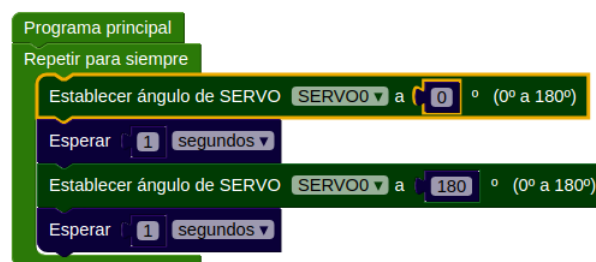 Programa principal
Repetir para siempre
Establecer ángulo de SERVO SERVO0 ▾ a 0 º (0º a 180º)
Esperar 1 segundos ▾
Establecer ángulo de SERVO SERVO0 ▾ a 180 º (0º a 180º)
Esperar 1 segundos ▾